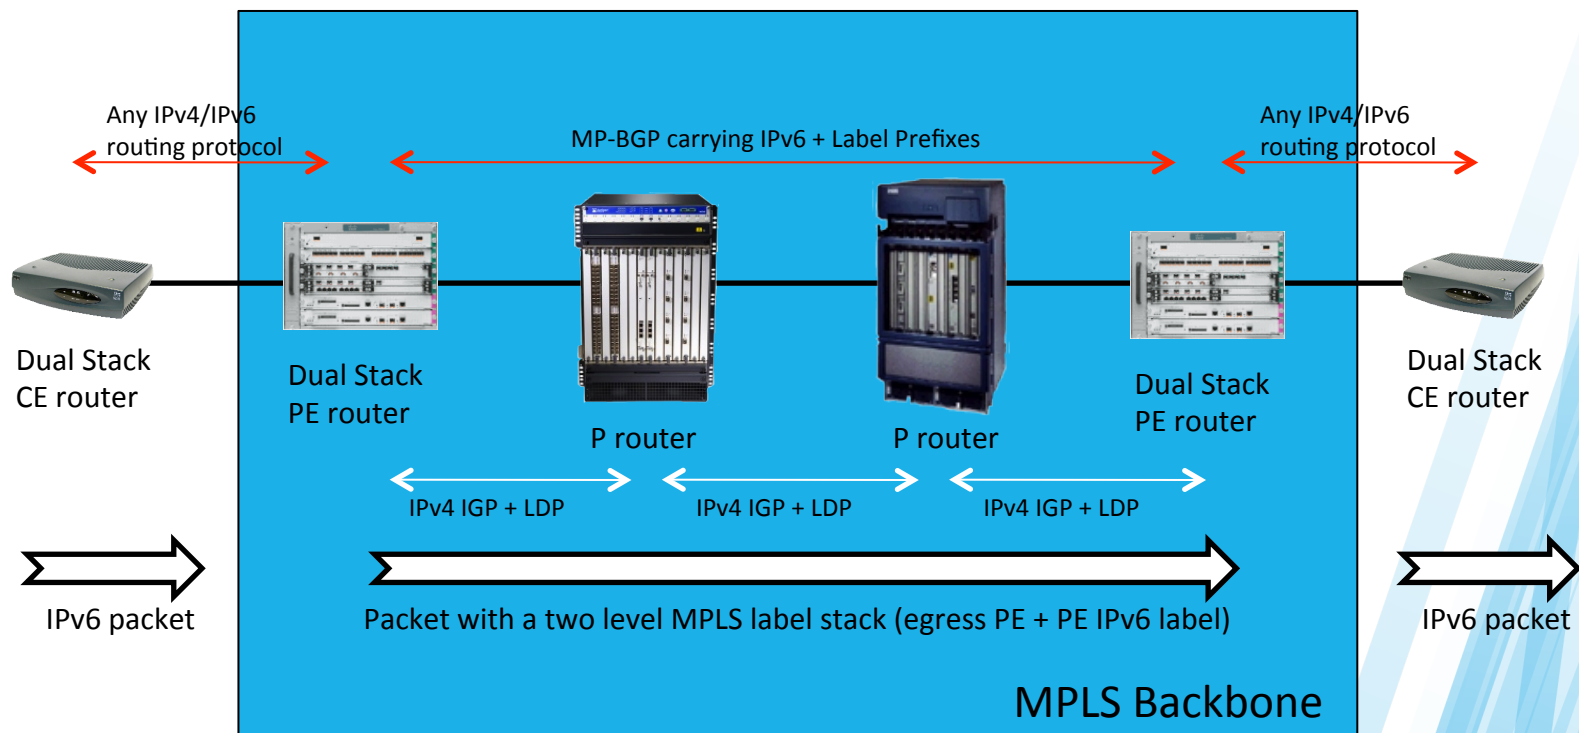 Any IPv4/IPv6
routing protocol
MP-BGP carrying IPv6 + Label Prefixes
Any IPv4/IPv6
routing protocol
Dual Stack
CE router
Dual Stack
PE router
P router
P router
Dual Stack
PE router
Dual Stack
CE router
IPv4 IGP + LDP
IPv4 IGP + LDP
IPv4 IGP + LDP
IPv6 packet
Packet with a two level MPLS label stack (egress PE + PE IPv6 label)
IPv6 packet
MPLS Backbone